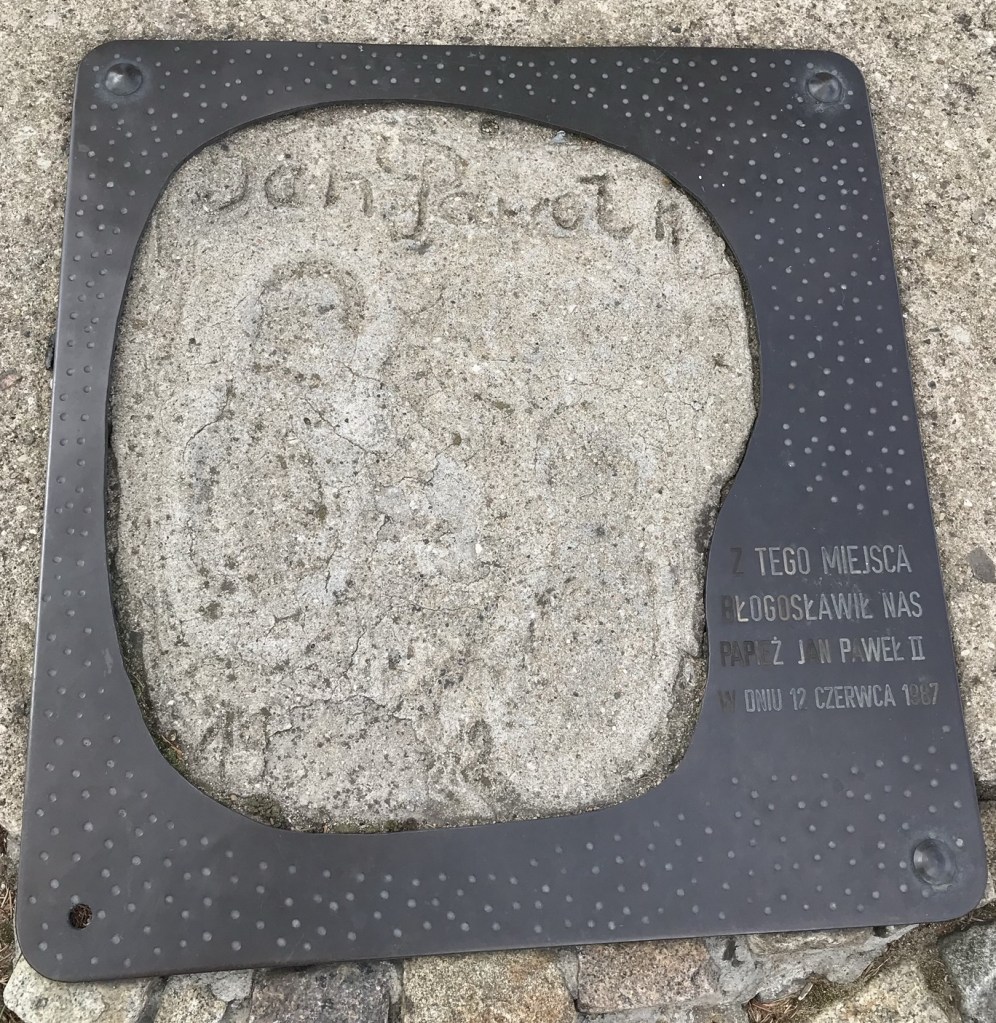 Jan Paweł II
Z TEGO MIEJSCA
BŁOGOSŁAWIŁ NAS
PAPIEŻ JAN PAWEŁ II
W DNIU 12 CZERWCA 1987